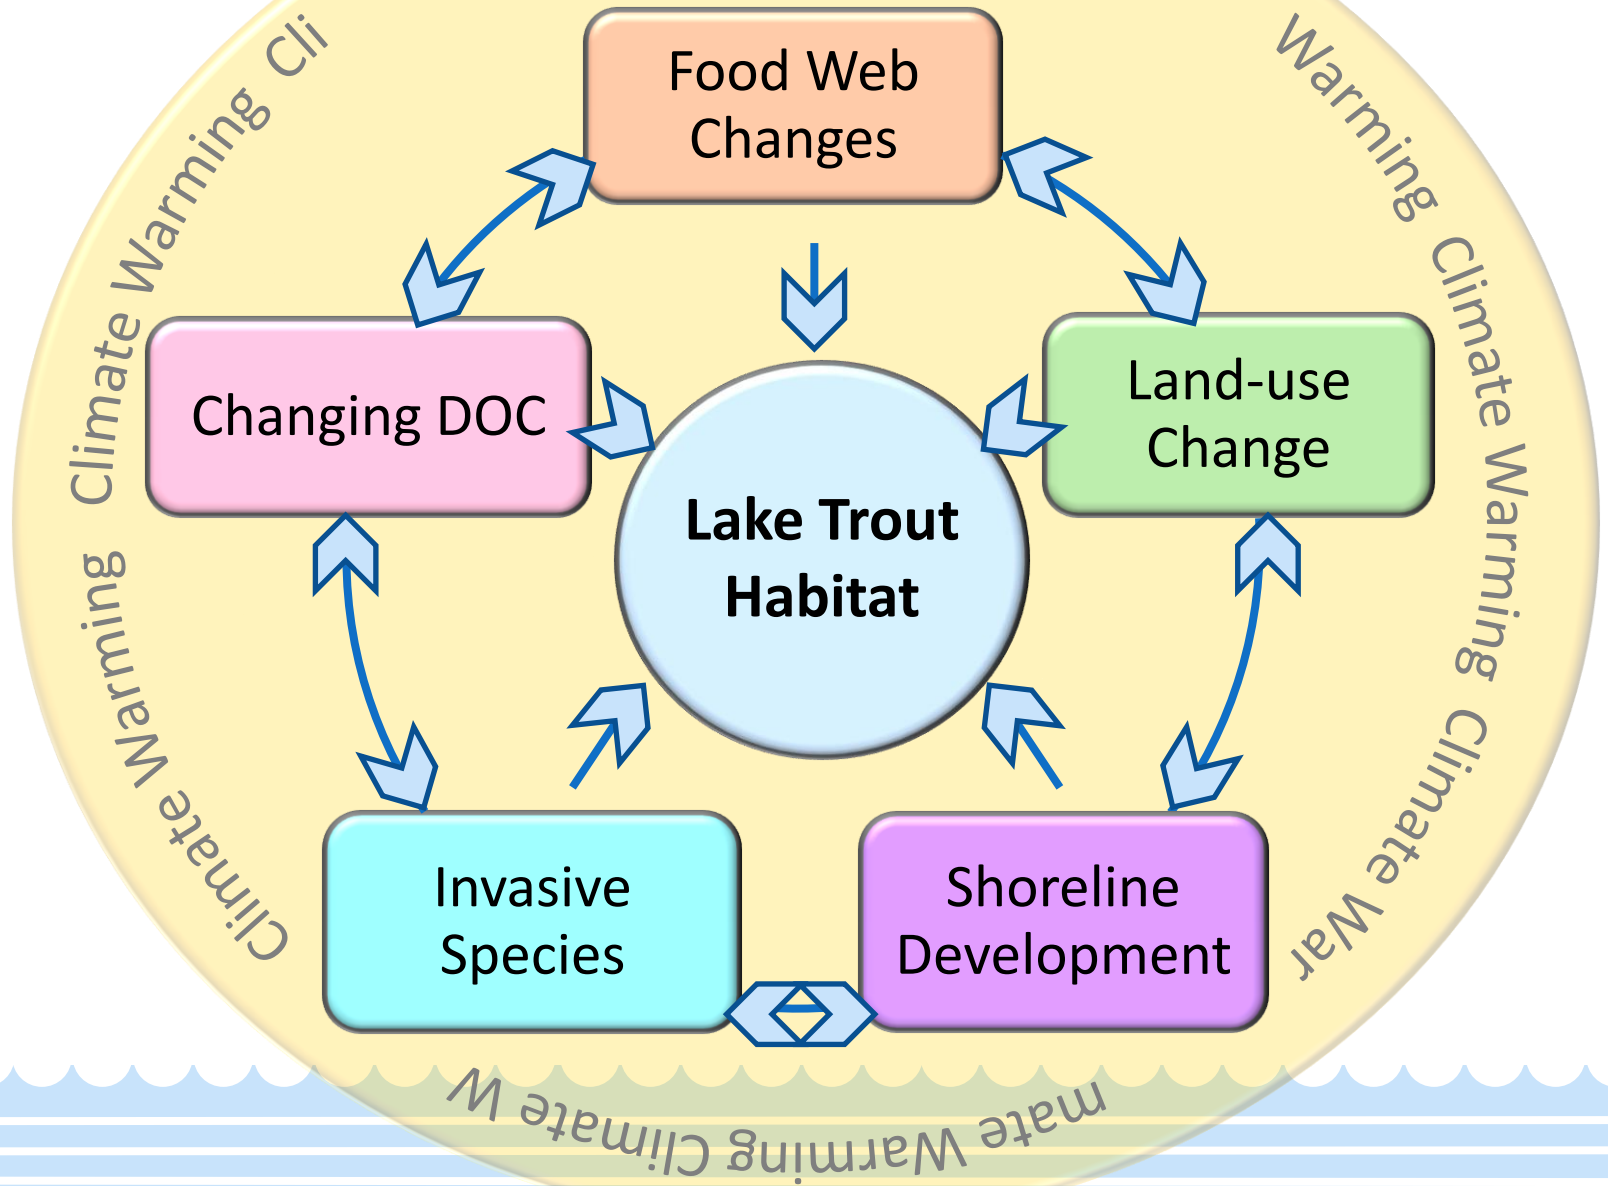 Food Web
Changes
Changing DOC
Land-use
Change
Lake Trout
Habitat
Invasive
Species
Shoreline
Development
Climate Warming Climate Warming Cli
Warming Climate Warming Climate War
mate Warming Climate W